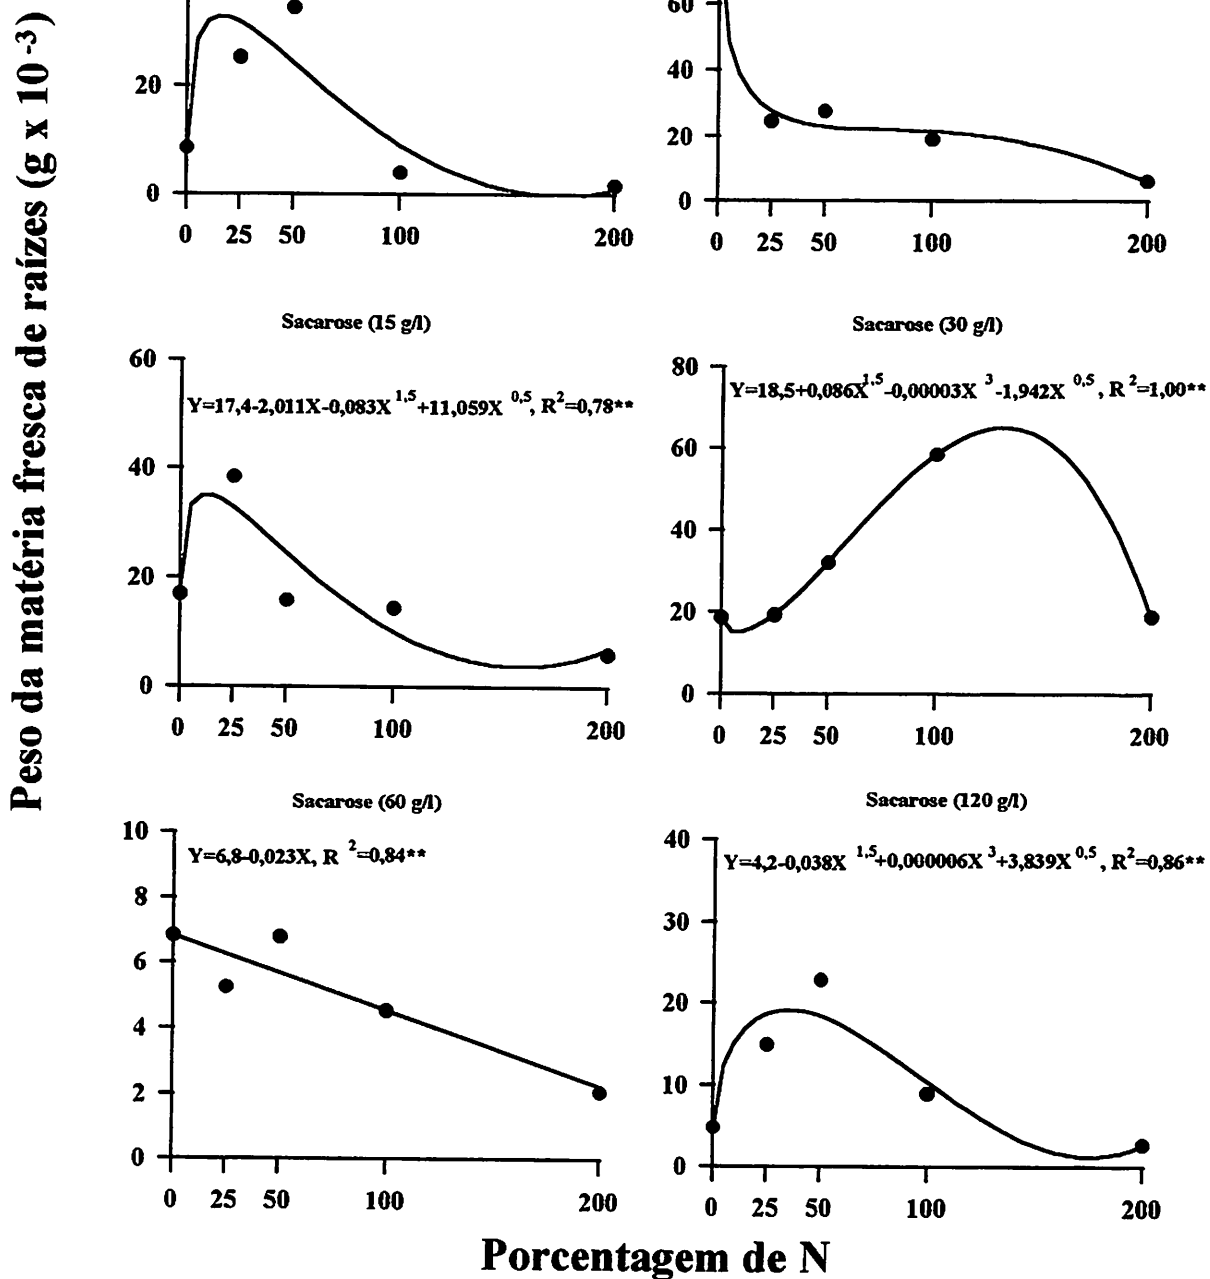 Peso da matéria fresca de raízes (g x 10 -3)
20
0
0 25 50 100 200
60
40
20
0
0 25 50 100 200
Sacarose (15 g/l)
60
Y=17,4-2,011X-0,083X 1,5+11,059X 0,5, R2=0,78**
40
20
0
0 25 50 100 200
Sacarose (30 g/l)
80
Y=18,5+0,086X1,5-0,00003X 3-1,942X 0,5, R2=1,00**
60
40
20
0
0 25 50 100 200
Sacarose (60 g/l)
10
Y=6,8-0,023X, R 2=0,84**
8
6
4
2
0
0 25 50 100 200
Sacarose (120 g/l)
40
Y=4,2-0,038X 1,5+0,000006X 3+3,839X 0,5, R2=0,86**
30
20
10
0
0 25 50 100 200
Porcentagem de N